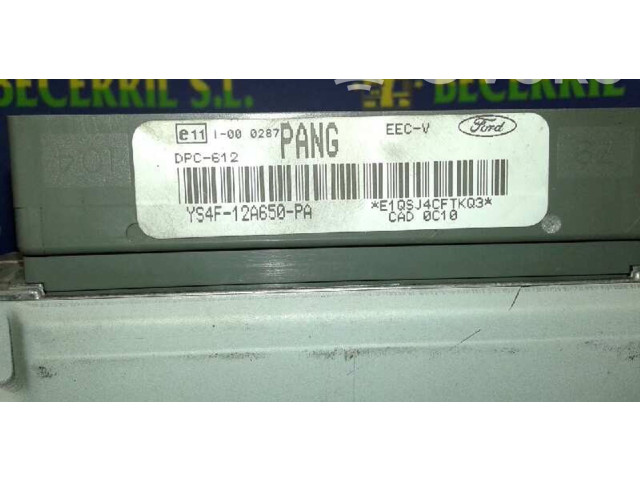 BECERRIL S.L.
BECERRIL
e11 I-00 0287 PANG EEC-V Ford
DPC-612
YS4F-12A650-PA *E1QSJ4CFTKQ3*
CAD 0C10